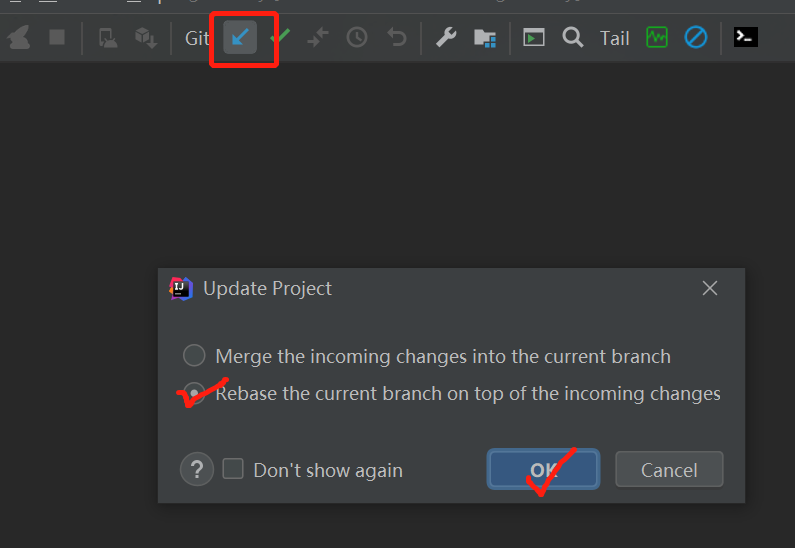 Git
Tail
IJ
Update Project
Merge the incoming changes into the current branch
Rebase the current branch on top of the incoming changes
?
Don't show again
OK
Cancel